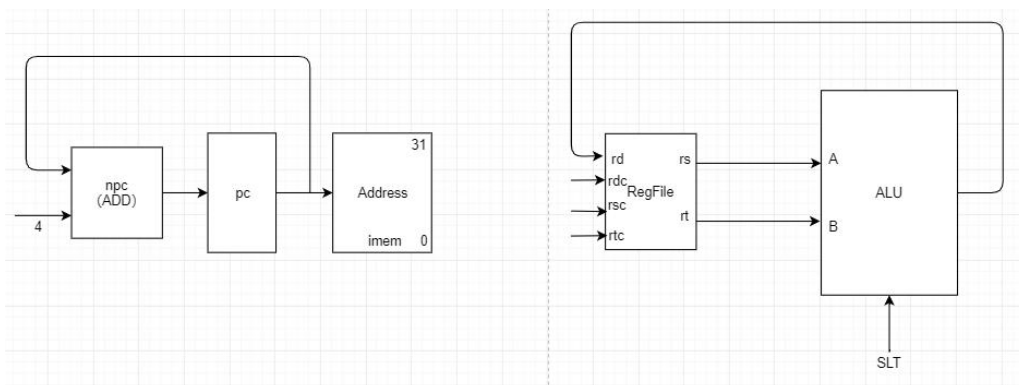 npc
(ADD)
4
pc
31
Address
imem 0
rd rs
rdc
RegFile
rsc
rt
rtc
A
ALU
B
SLT